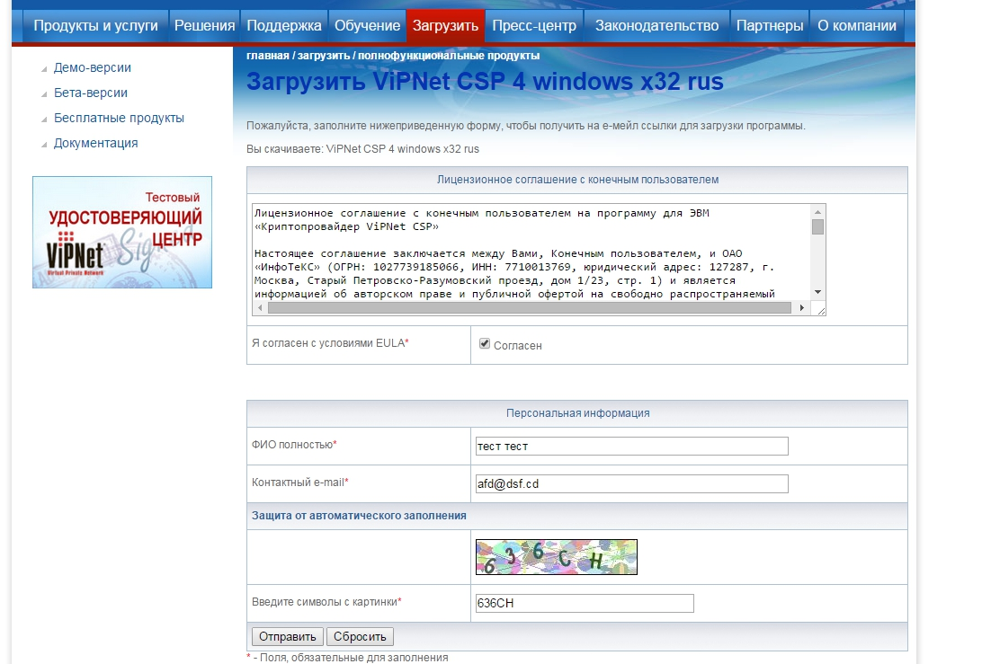 Продукты и услуги Решения Поддержка Обучение Загрузить Пресс-центр Законодательство Партнеры О компании
Демо-версии
Бета-версии
Бесплатные продукты
Документация
Тестовый
УДОСТОВЕРЯЮЩИЙ
ЦЕНТР
ViPNet Sig
Virtual Private Network
главная / загрузить / полнофункциональные продукты
Загрузить ViPNet CSP 4 windows x32 rus
Пожалуйста, заполните нижеприведенную форму, чтобы получить на е-мейл ссылки для загрузки программы.
Вы скачиваете: ViPNet CSP 4 windows x32 rus
Лицензионное соглашение с конечным пользователем
Лицензионное соглашение с конечным пользователем на программу для ЭВМ
«Криптопровайдер ViPNet CSP»
Настоящее соглашение заключается между Вами, Конечным пользователем, и ОАО
«ИнфоТеКС» (ОГРН: 1027739185066, ИНН: 7710013769, юридический адрес: 127287, г.
Москва, Старый Петровско-Разумовский проезд, дом 1/23, стр. 1) и является
информацией об авторском праве и публичной офертой на свободно распространяемый
Я согласен с условиями EULA*
Согласен
Персональная информация
ФИО полностью*
тест тест
Контактный e-mail*
afd@dsf.cd
Защита от автоматического заполнения
636CH
Введите символы с картинки*
636CH
Отправить Сбросить
* - Поля, обязательные для заполнения